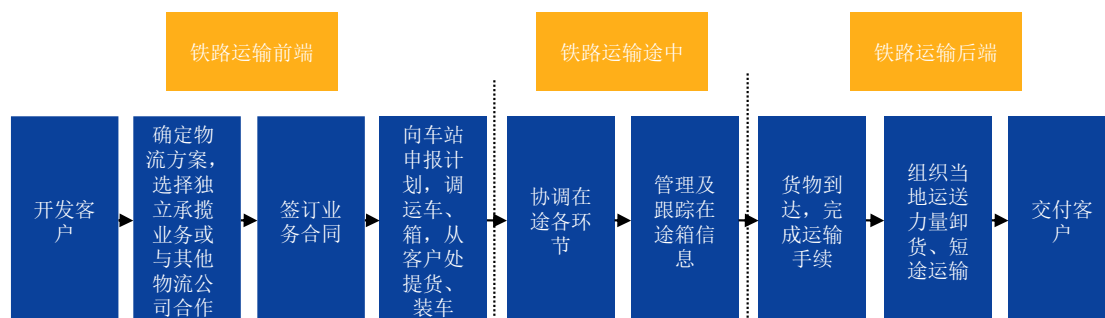 铁路运输前端
铁路运输途中
铁路运输后端
开发客
户
确定物
流方案，
选择独
立承揽
业务或
与其他
物流公
司合作
签订业
务合同
向车站
申报计
划，调
运车、
箱，从
客户处
提货、
装车
协调在
途各环
节
管理及
跟踪在
途箱信
息
货物到
达，完
成运输
手续
组织当
地运送
力量卸
货、短
途运输
交付客
户